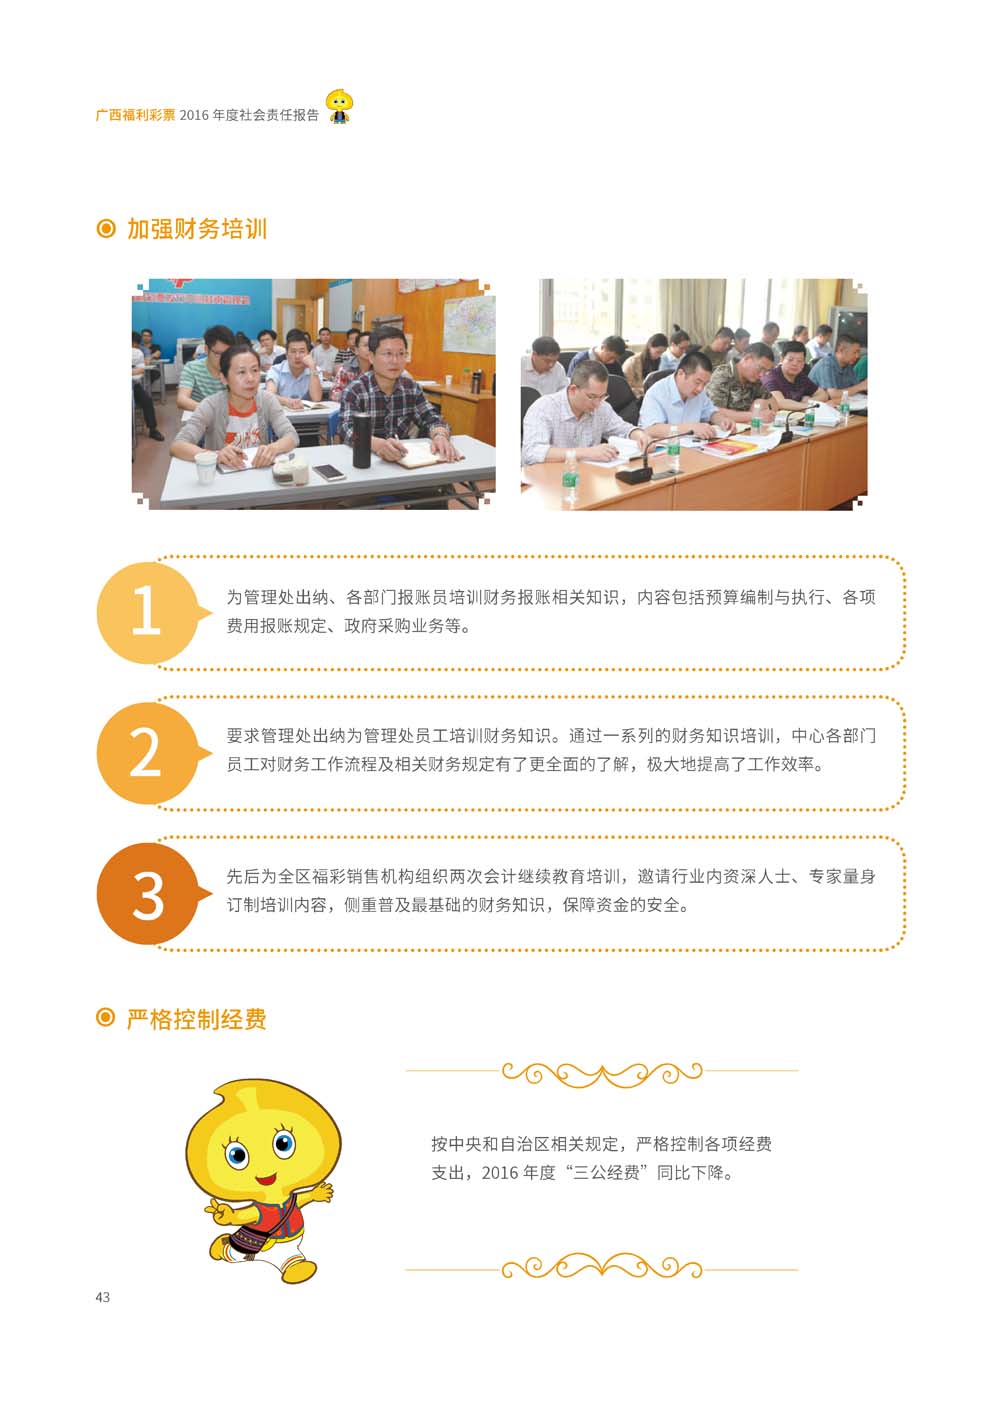 广西福利彩票 2016 年度社会责任报告
加强财务培训
1
为管理处出纳、各部门报账员培训财务报账相关知识，内容包括预算编制与执行、各项
费用报账规定、政府采购业务等。
2
要求管理处出纳为管理处员工培训财务知识。通过一系列的财务知识培训，中心各部门
员工对财务工作流程及相关财务规定有了更全面的了解，极大地提高了工作效率。
3
先后为全区福彩销售机构组织两次会计继续教育培训，邀请行业内资深人士、专家量身
订制培训内容，侧重普及最基础的财务知识，保障资金的安全。
严格控制经费
按中央和自治区相关规定，严格控制各项经费
支出，2016 年度“三公经费”同比下降。
43